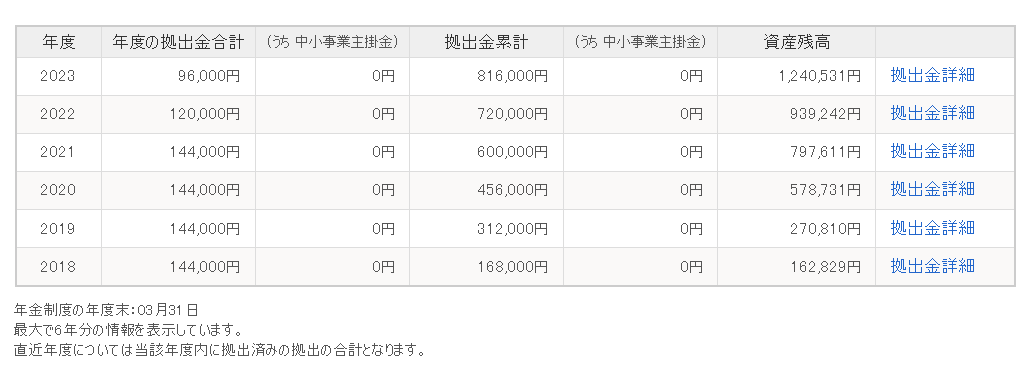 年度 年度の拠出金合計 (うち 中小事業主掛金) 拠出金累計 (うち 中小事業主掛金) 資産残高
2023 96,000円 0円 816,000円 0円 1,240,531円 拠出金詳細
2022 120,000円 0円 720,000円 0円 939,242円 拠出金詳細
2021 144,000円 0円 600,000円 0円 797,611円 拠出金詳細
2020 144,000円 0円 456,000円 0円 578,731円 拠出金詳細
2019 144,000円 0円 312,000円 0円 270,810円 拠出金詳細
2018 144,000円 0円 168,000円 0円 162,829円 拠出金詳細
年金制度の年度末:03月31日
最大で6年分の情報を表示しています。
直近年度については当該年度内に拠出済みの拠出の合計となります。